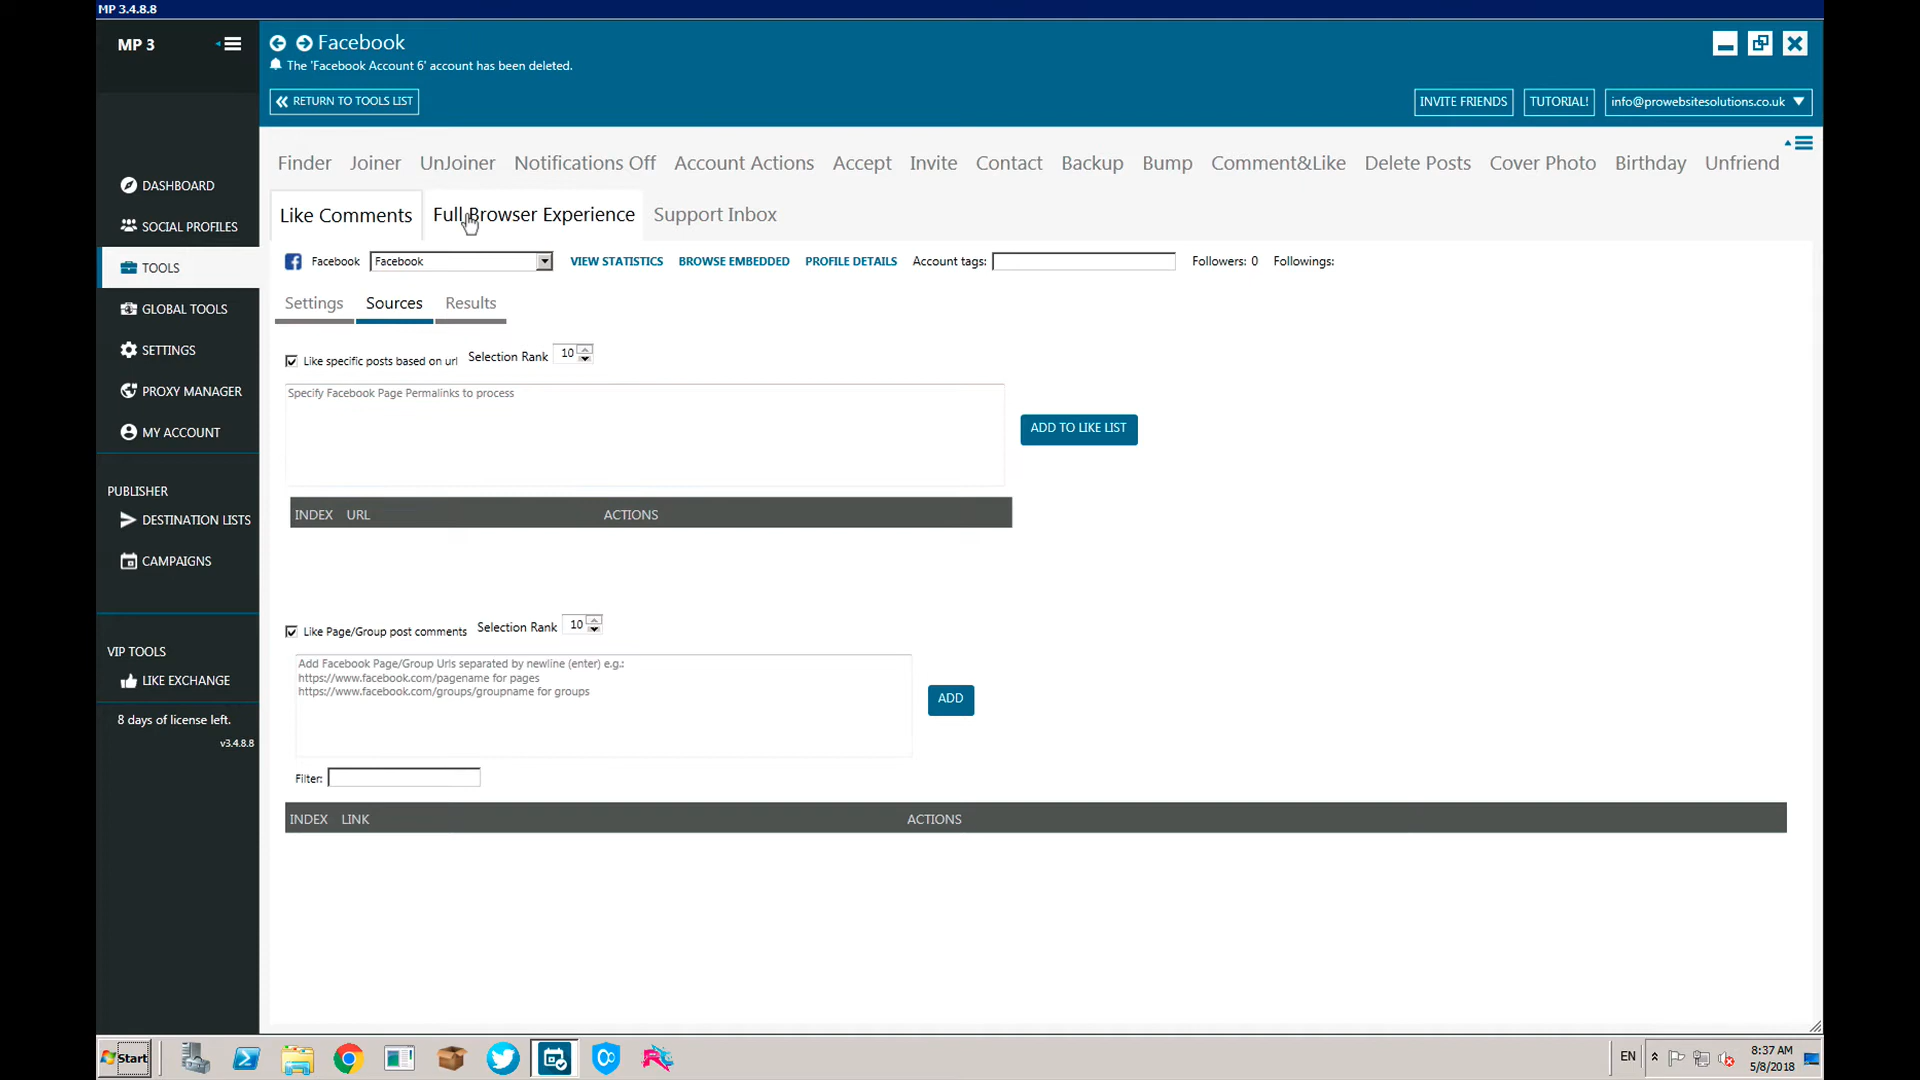 MP 3.4.8.8
MP 3
Facebook
The 'Facebook Account 6' account has been deleted.
RETURN TO TOOLS LIST
INVITE FRIENDS
TUTORIAL!
info@prowebsitesolutions.co.uk
Finder Joiner UnJoiner Notifications Off Account Actions Accept Invite Contact Backup Bump Comment&Like Delete Posts Cover Photo Birthday Unfriend
Like Comments Full Browser Experience Support Inbox
Facebook Facebook VIEW STATISTICS BROWSE EMBEDDED PROFILE DETAILS Account tags: Followers: 0 Followings:
Settings Sources Results
Like specific posts based on url Selection Rank 10
Specify Facebook Page Permalinks to process
ADD TO LIKE LIST
INDEX URL ACTIONS
Like Page/Group post comments Selection Rank 10
Add Facebook Page/Group Urls separated by newline (enter) e.g.:
https://www.facebook.com/pagename for pages
https://www.facebook.com/groups/groupname for groups
ADD
Filter:
INDEX LINK ACTIONS
DASHBOARD
SOCIAL PROFILES
TOOLS
GLOBAL TOOLS
SETTINGS
PROXY MANAGER
MY ACCOUNT
PUBLISHER
DESTINATION LISTS
CAMPAIGNS
VIP TOOLS
LIKE EXCHANGE
8 days of license left.
v3.4.8.8
Start
EN
8:37 AM
5/8/2018